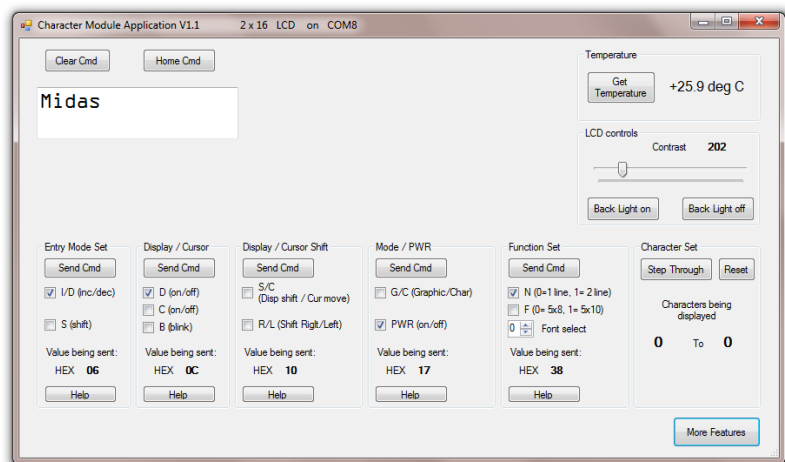 Character Module Application V1.1 2 x 16 LCD on COM8
Clear Cmd Home Cmd
Midas
Temperature
Get Temperature
+25.9 deg C
LCD controls
Contrast 202
Back Light on Back Light off
Entry Mode Set
Send Cmd
I/D (inc/dec)
S (shift)
Value being sent:
HEX 06
Help
Display / Cursor
Send Cmd
D (on/off)
C (on/off)
B (blink)
Value being sent:
HEX 0C
Help
Display / Cursor Shift
Send Cmd
S/C
(Disp shift / Cur move)
R/L (Shift Riglt/Left)
Value being sent:
HEX 10
Help
Mode / PWR
Send Cmd
G/C (Graphic/Char)
PWR (on/off)
Value being sent:
HEX 17
Help
Function Set
Send Cmd
N (0=1 line, 1= 2 line)
F (0= 5x8, 1= 5x10)
0 Font select
Value being sent:
HEX 38
Help
Character Set
Step Through Reset
Characters being
displayed
0 To 0
More Features